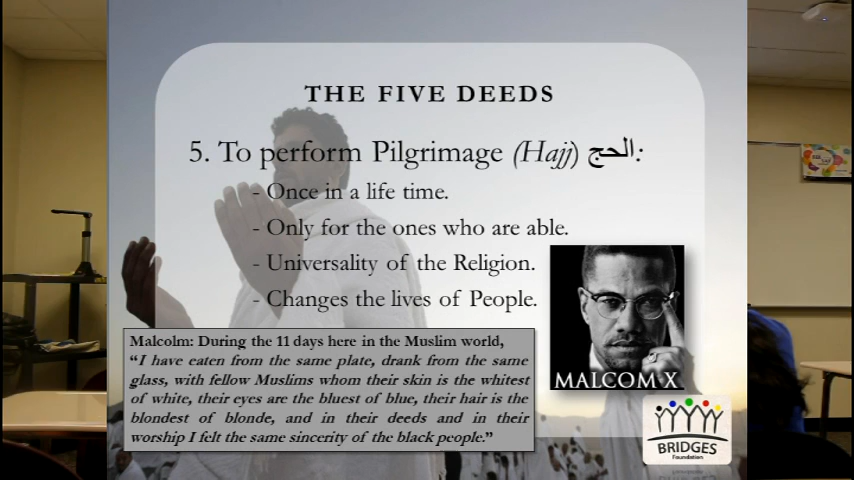 THE FIVE DEEDS
5. To perform Pilgrimage (Hajj) الحج:
- Once in a life time.
- Only for the ones who are able.
- Universality of the Religion.
- Changes the lives of People.
MALCOM X
Malcolm: During the 11 days here in the Muslim world,
“I have eaten from the same plate, drank from the same
glass, with fellow Muslims whom their skin is the whitest
of white, their eyes are the bluest of blue, their hair is the
blondest of blonde, and in their deeds and in their
worship I felt the same sincerity of the black people.”
BRIDGES
Foundation